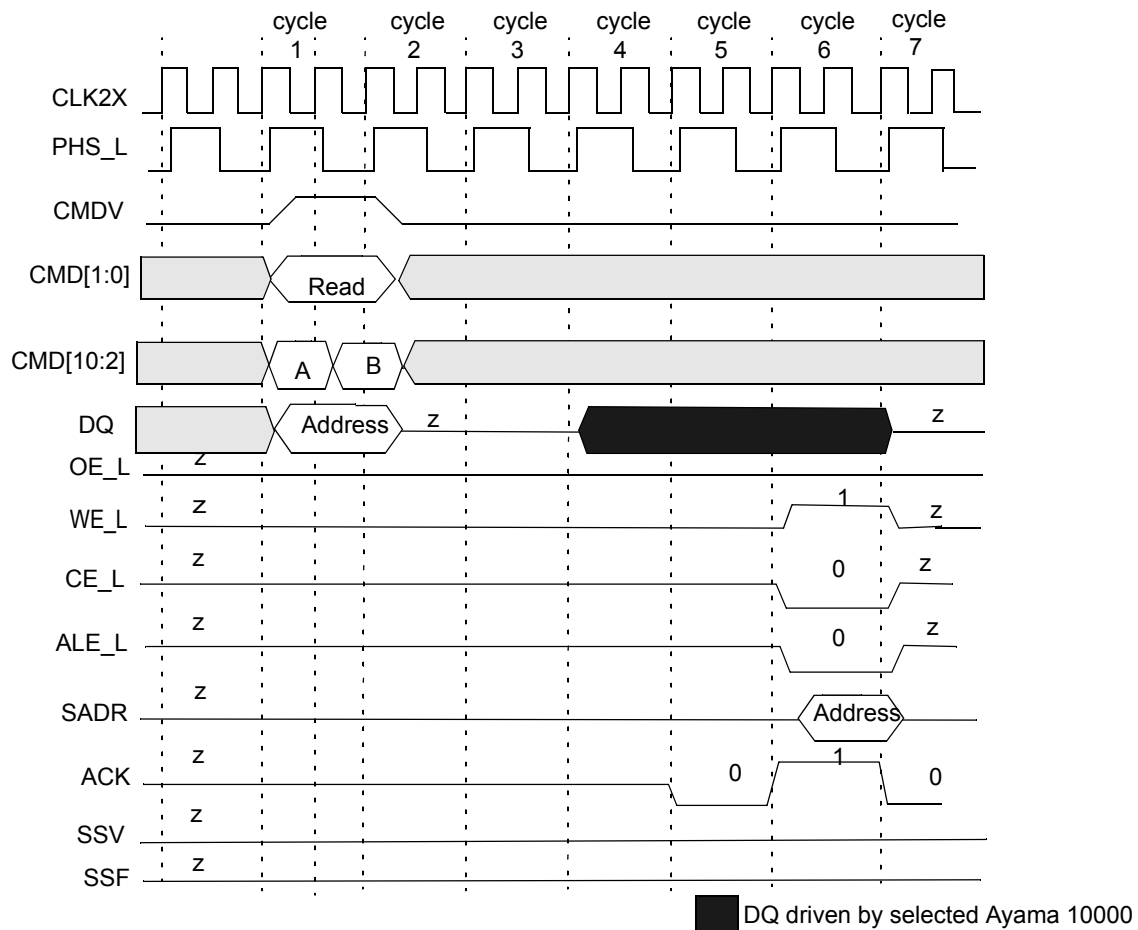 cycle cycle cycle cycle cycle cycle cycle
1 2 3 4 5 6 7
CLK2X
PHS_L
CMDV
CMD[1:0] Read
CMD[10:2] A B
DQ Address z z
OE_L z
WE_L z 1 z
CE_L z 0 z
ALE_L z 0 z
SADR z Address
ACK z 0 1 0
SSV z
SSF z
DQ driven by selected Ayama 10000